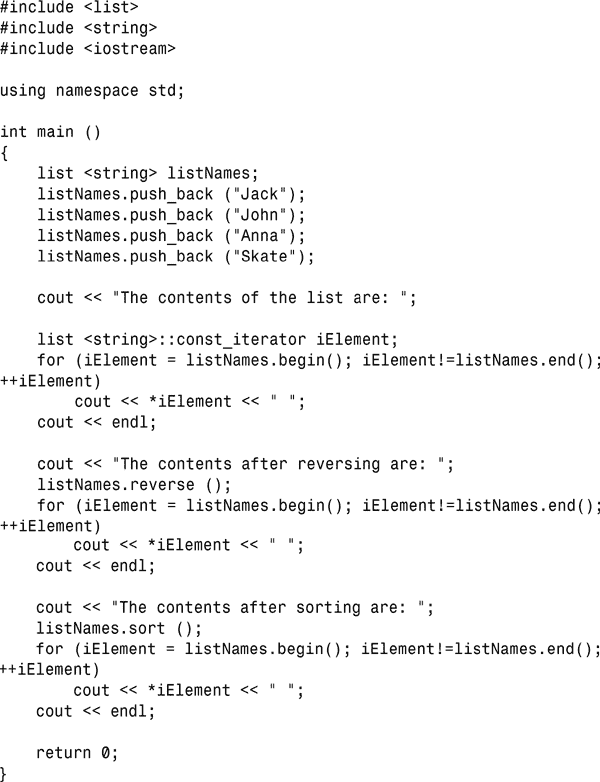 #include <list>
#include <string>
#include <iostream>

using namespace std;

int main ()
{
    list <string> listNames;
    listNames.push_back ("Jack");
    listNames.push_back ("John");
    listNames.push_back ("Anna");
    listNames.push_back ("Skate");

    cout << "The contents of the list are: ";

    list <string>::const_iterator iElement;
    for (iElement = listNames.begin(); iElement!=listNames.end();
++iElement)
        cout << *iElement << " ";
    cout << endl;

    cout << "The contents after reversing are: ";
    listNames.reverse ();
    for (iElement = listNames.begin(); iElement!=listNames.end();
++iElement)
        cout << *iElement << " ";
    cout << endl;

    cout << "The contents after sorting are: ";
    listNames.sort ();
    for (iElement = listNames.begin(); iElement!=listNames.end();
++iElement)
        cout << *iElement << " ";
    cout << endl;

    return 0;
}